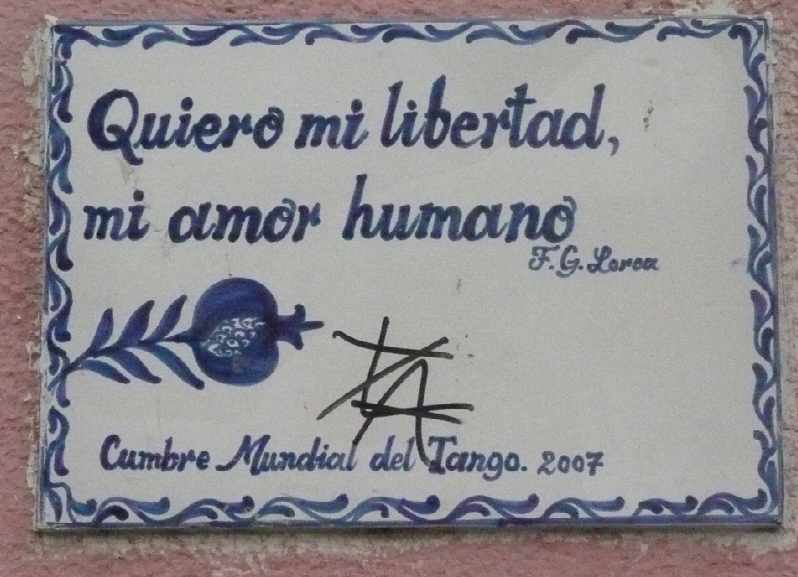 Quiero mi libertad,
mi amor humano
F. G. Lorca
Cumbre Mundial del Tango. 2007